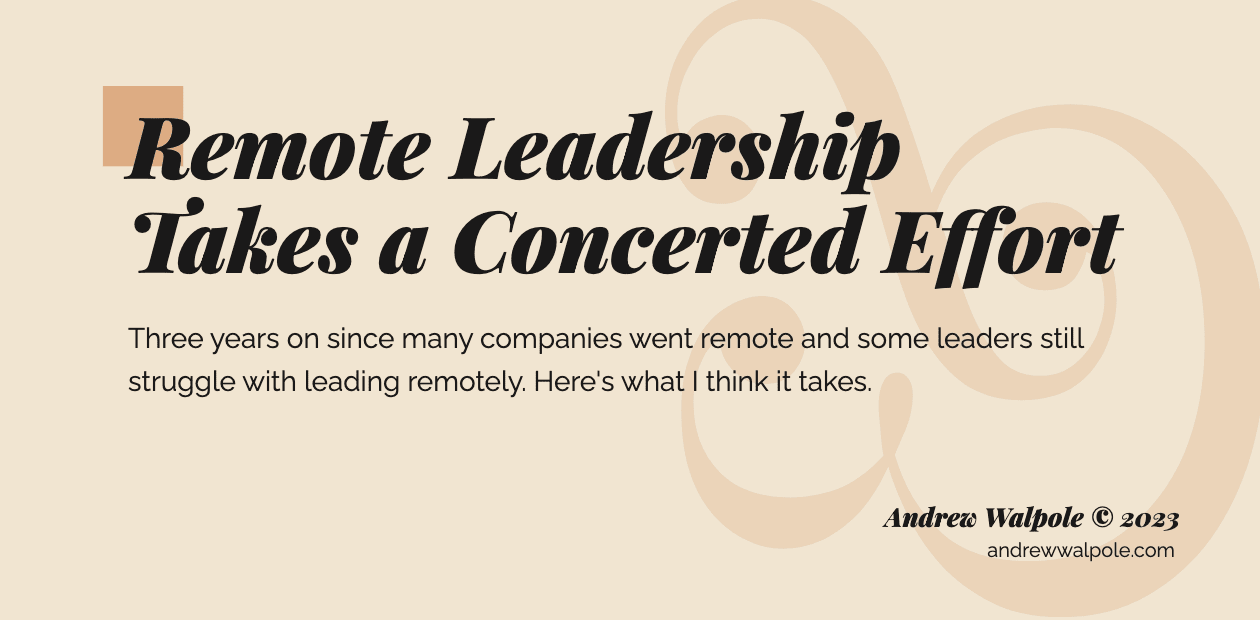 Remote Leadership
Takes a Concerted Effort
Three years on since many companies went remote and some leaders still
struggle with leading remotely. Here's what I think it takes.
Andrew Walpole © 2023
andrewwalpole.com